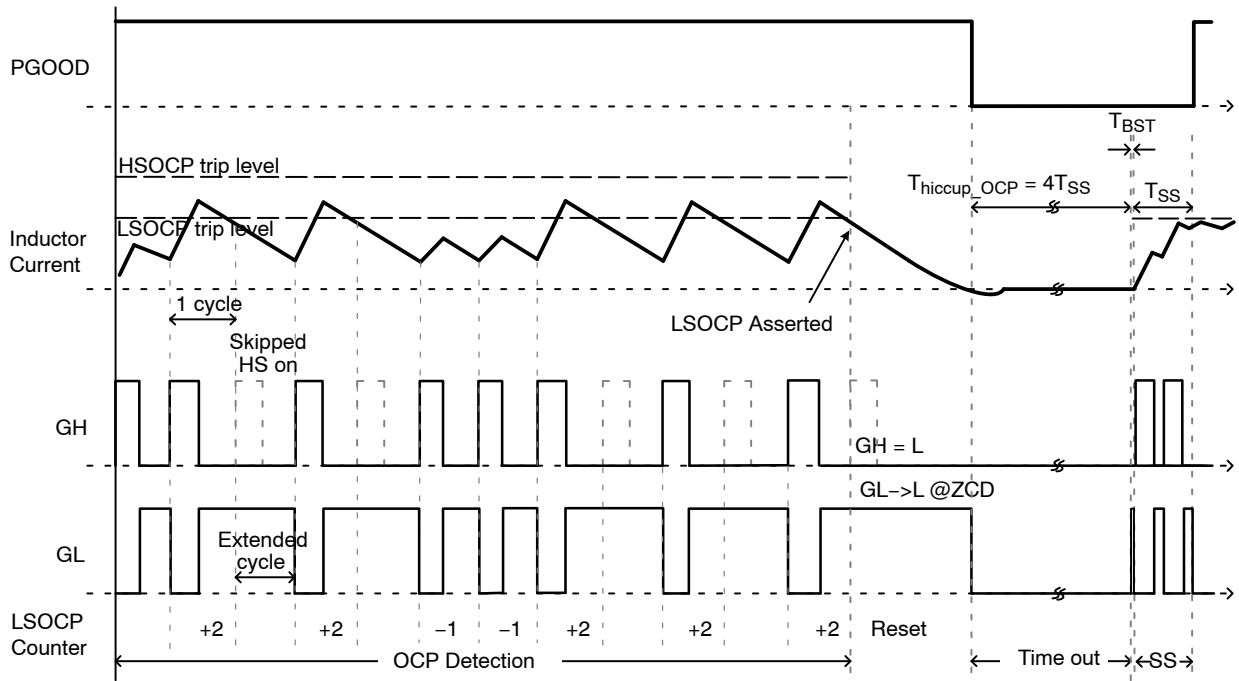 PGOOD
T_BST
HSOCP trip level
T_hiccup_OCP = 4T_SS
T_SS
LSOCP trip level
Inductor
Current
1 cycle
LSOCP Asserted
Skipped
HS on
GH
GH = L
GL−>L @ZCD
Extended
cycle
GL
LSOCP
Counter
+2 +2 −1 −1 +2 +2 +2 Reset
OCP Detection
Time out
SS